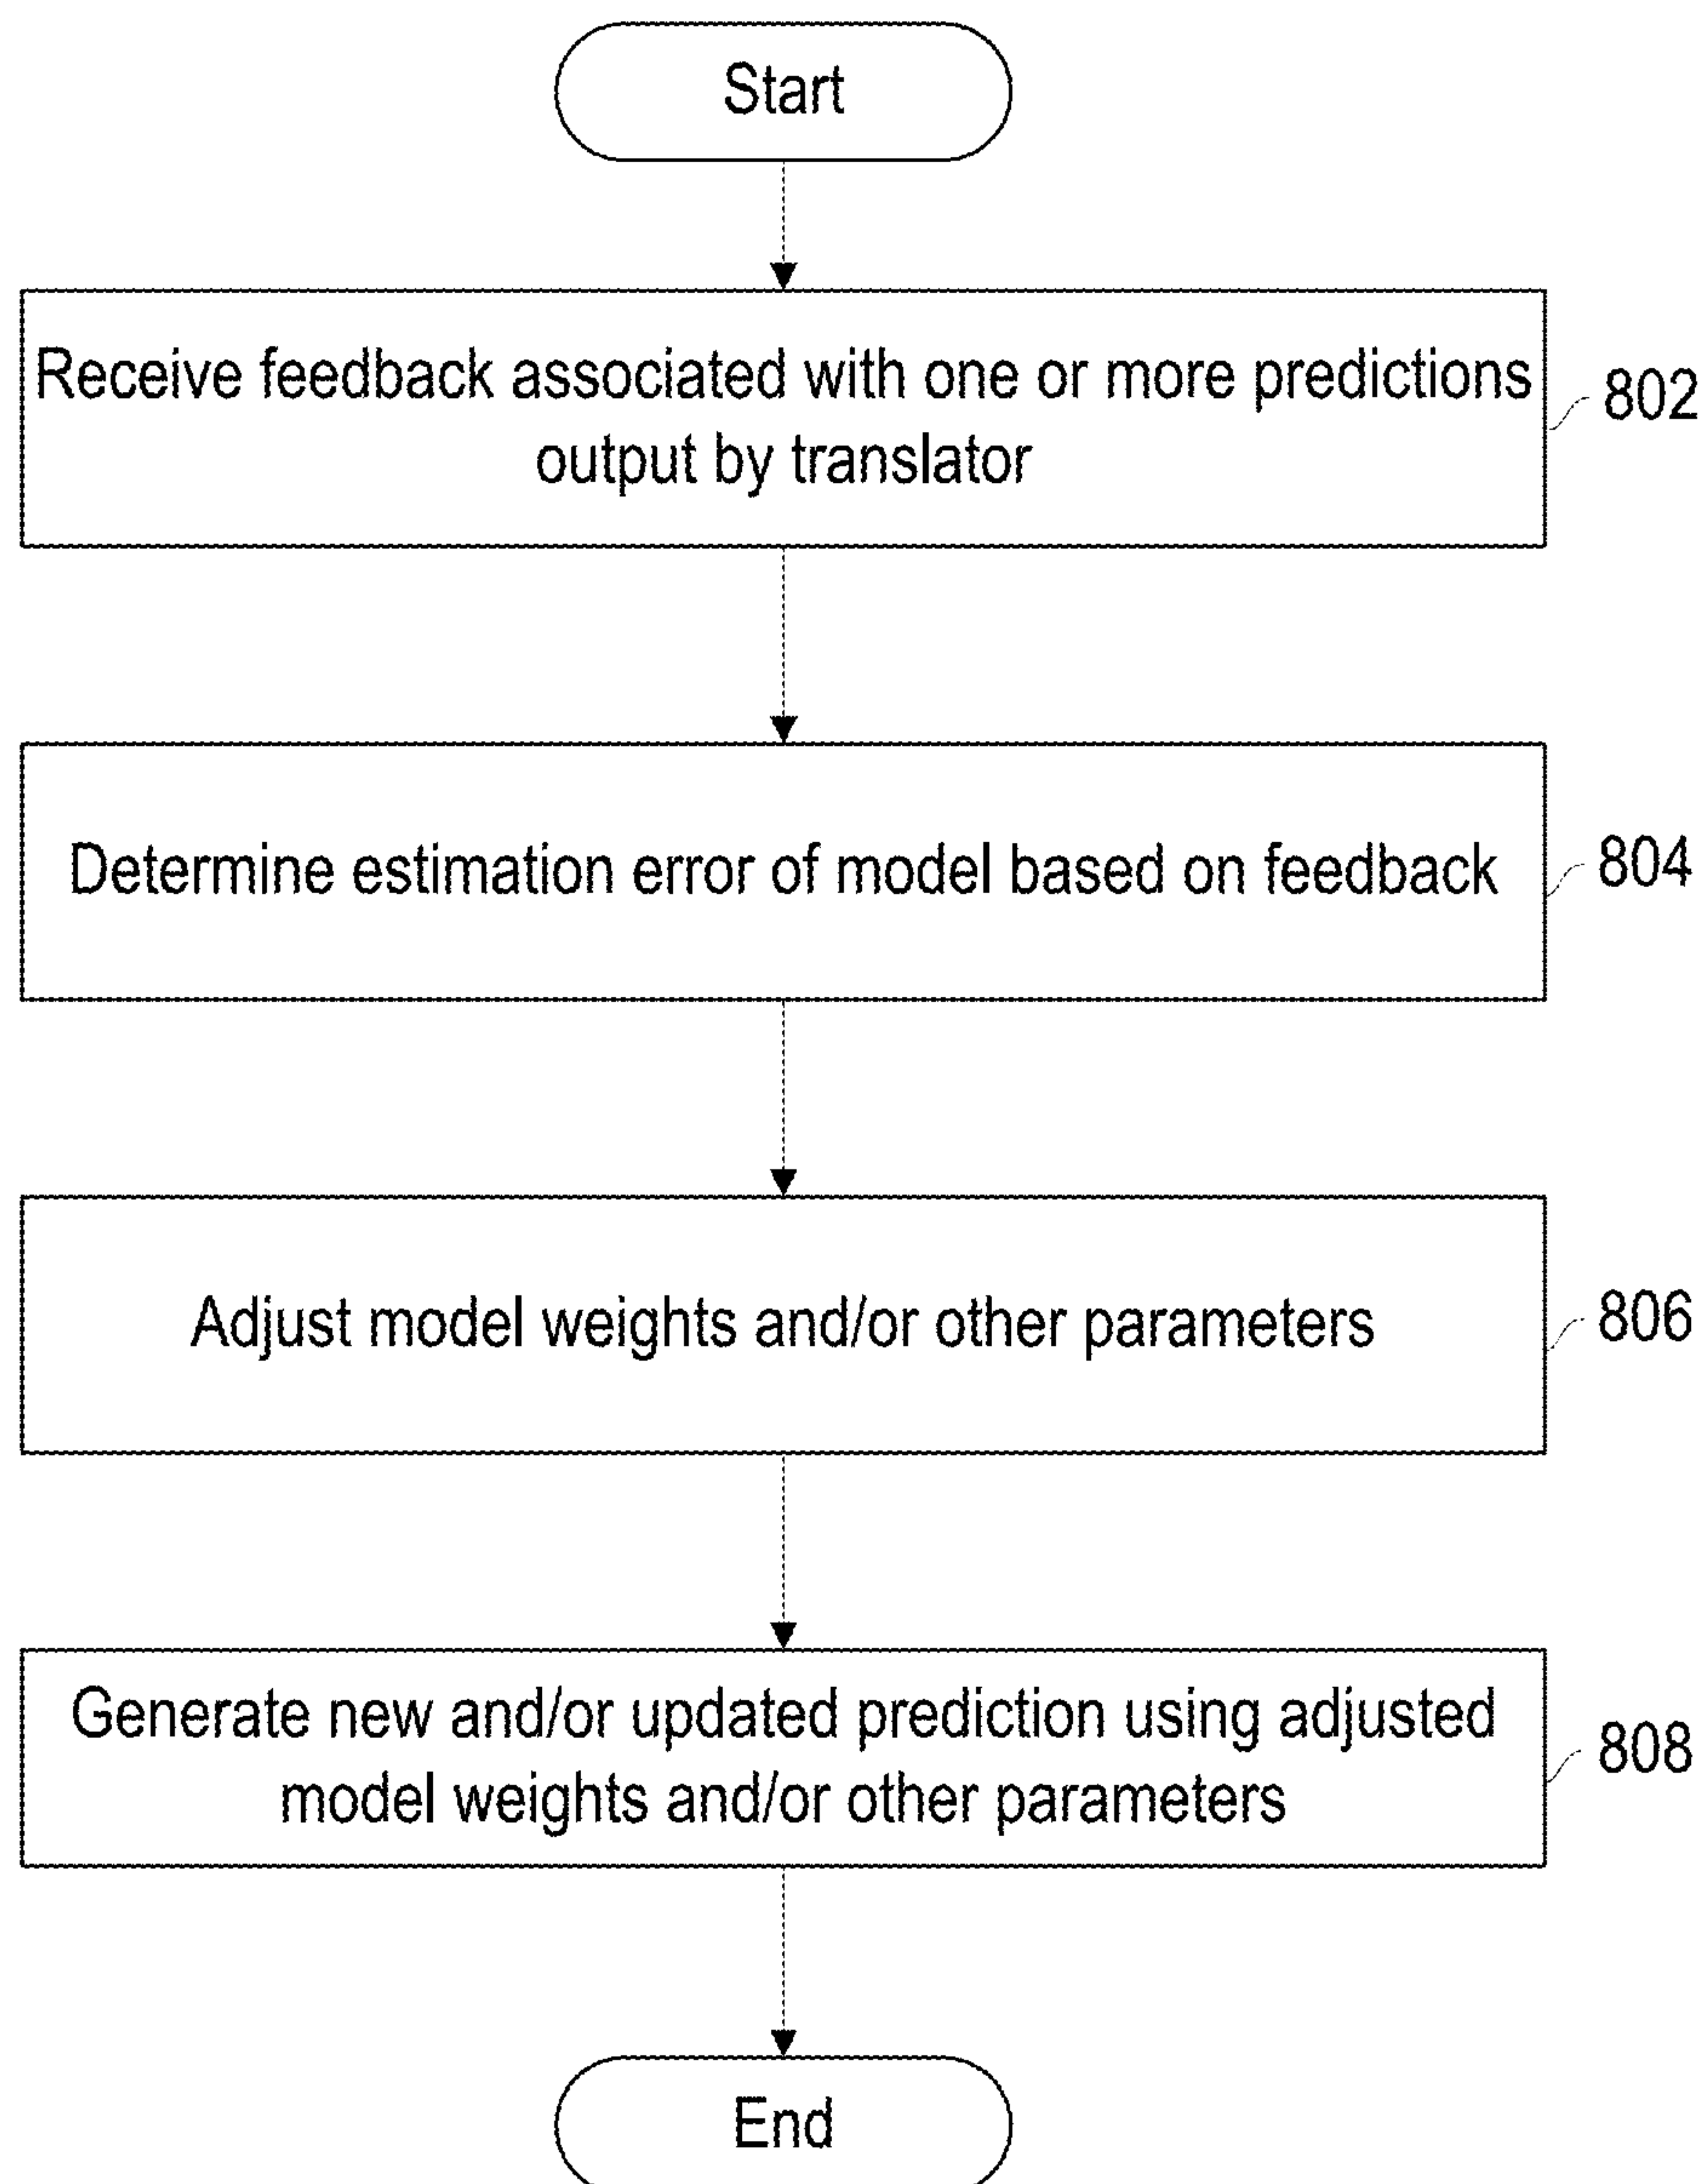 Start
Receive feedback associated with one or more predictions
output by translator
802
Determine estimation error of model based on feedback
804
Adjust model weights and/or other parameters
806
Generate new and/or updated prediction using adjusted
model weights and/or other parameters
808
End